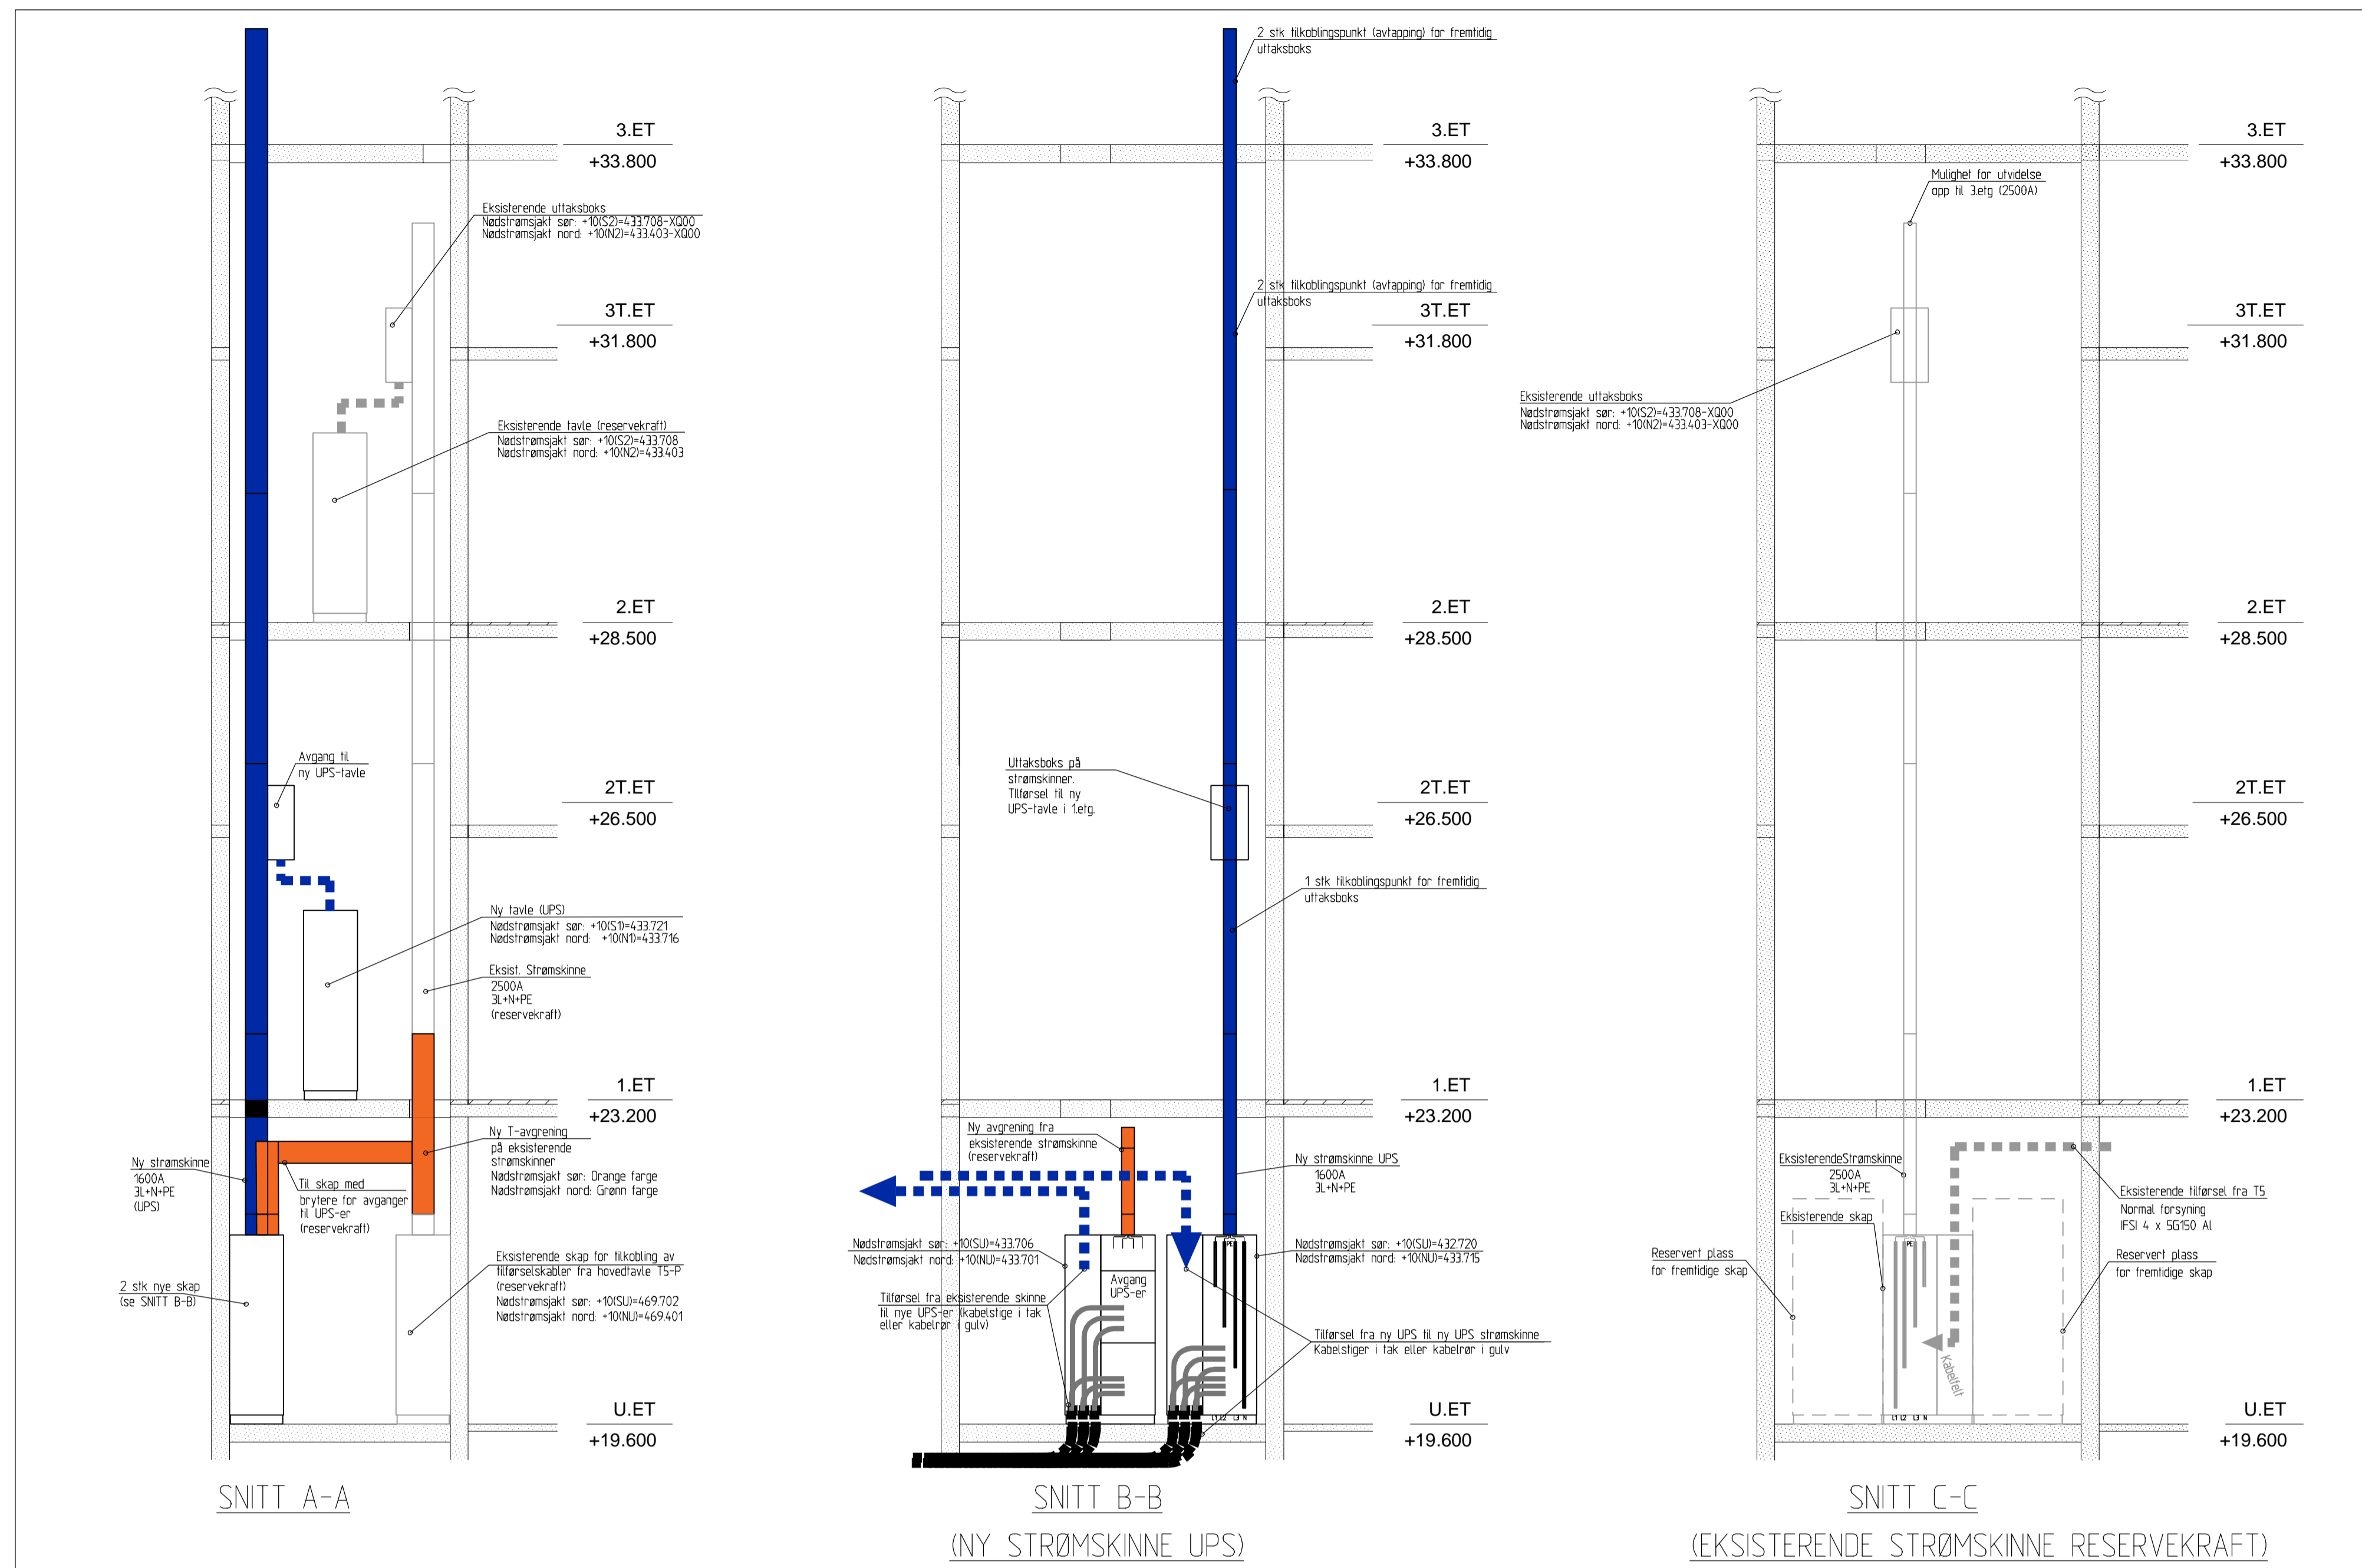 3.ET
+33.800
Eksisterende uttaksboks
Nødstrømsjakt sør: +10(S2)=433.708-XQ00
Nødstrømsjakt nord: +10(N2)=433.403-XQ00
3T.ET
+31.800
Eksisterende tavle (reservekraft)
Nødstrømsjakt sør: +10(S2)=433.708
Nødstrømsjakt nord: +10(N2)=433.403
2.ET
+28.500
Avgang til
ny UPS-tavle
2T.ET
+26.500
Ny tavle (UPS)
Nødstrømsjakt sør: +10(S1)=433.721
Nødstrømsjakt nord: +10(N1)=433.716
Eksist. Strømskinne
2500A
3L+N+PE
(reservekraft)
1.ET
+23.200
Ny T-avgrening
på eksisterende
strømskinner
Nødstrømsjakt sør: Orange farge
Nødstrømsjakt nord: Grønn farge
Ny strømskinne
1600A
3L+N+PE
(UPS)
Til skap med
brytere for avganger
til UPS-er
(reservekraft)
Eksisterende skap for tilkobling av
tilførselskabler fra hovedtavle T5-P
(reservekraft)
Nødstrømsjakt sør: +10(SU)=469.702
Nødstrømsjakt nord: +10(NU)=469.401
2 stk nye skap
(se SNITT B-B)
U.ET
+19.600
SNITT A-A
2 stk tilkoblingspunkt (avtapping) for fremtidig
uttaksboks
3.ET
+33.800
2 stk tilkoblingspunkt (avtapping) for fremtidig
uttaksboks
3T.ET
+31.800
2.ET
+28.500
Uttaksboks på
strømskinner.
Tilførsel til ny
UPS-tavle i 1.etg.
2T.ET
+26.500
1 stk tilkoblingspunkt for fremtidig
uttaksboks
1.ET
+23.200
Ny avgrening fra
eksisterende strømskinne
(reservekraft)
Ny strømskinne UPS
1600A
3L+N+PE
Nødstrømsjakt sør: +10(SU)=433.706
Nødstrømsjakt nord: +10(NU)=433.701
Nødstrømsjakt sør: +10(SU)=432.720
Nødstrømsjakt nord: +10(NU)=433.715
Avgang
UPS-er
Tilførsel fra eksisterende skinne
til nye UPS-er (kabelstige i tak
eller kabelrør i gulv)
Tilførsel fra ny UPS til ny UPS strømskinne
Kabelstiger i tak eller kabelrør i gulv
PE
L1 L2 L3 N
L1 L2 L3 N
U.ET
+19.600
SNITT B-B
(NY STRØMSKINNE UPS)
3.ET
+33.800
Mulighet for utvidelse
opp til 3.etg (2500A)
3T.ET
+31.800
Eksisterende uttaksboks
Nødstrømsjakt sør: +10(S2)=433.708-XQ00
Nødstrømsjakt nord: +10(N2)=433.403-XQ00
2.ET
+28.500
2T.ET
+26.500
1.ET
+23.200
EksisterendeStrømskinne
2500A
3L+N+PE
Eksisterende tilførsel fra T5
Normal forsyning
IFSI 4 x 5G150 Al
Eksisterende skap
Reservert plass
for fremtidige skap
Reservert plass
for fremtidige skap
PE
Kabelfelt
L1 L2 L3 N
U.ET
+19.600
SNITT C-C
(EKSISTERENDE STRØMSKINNE RESERVEKRAFT)